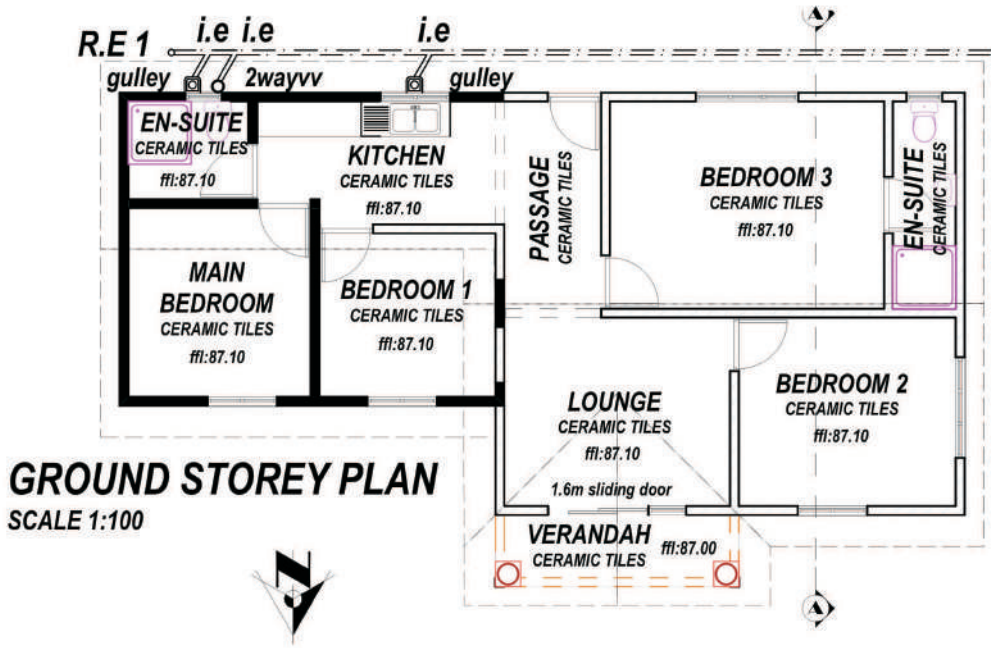 R.E 1
i.e i.e
i.e
A
gulley
2wayvv
gulley
EN-SUITE
CERAMIC TILES
ffl:87.10
KITCHEN
CERAMIC TILES
ffl:87.10
PASSAGE
CERAMIC TILES
BEDROOM 3
CERAMIC TILES
ffl:87.10
EN-SUITE
CERAMIC TILES
MAIN
BEDROOM
CERAMIC TILES
ffl:87.10
BEDROOM 1
CERAMIC TILES
ffl:87.10
LOUNGE
CERAMIC TILES
ffl:87.10
1.6m sliding door
BEDROOM 2
CERAMIC TILES
ffl:87.10
VERANDAH
CERAMIC TILES
ffl:87.00
GROUND STOREY PLAN
SCALE 1:100
A